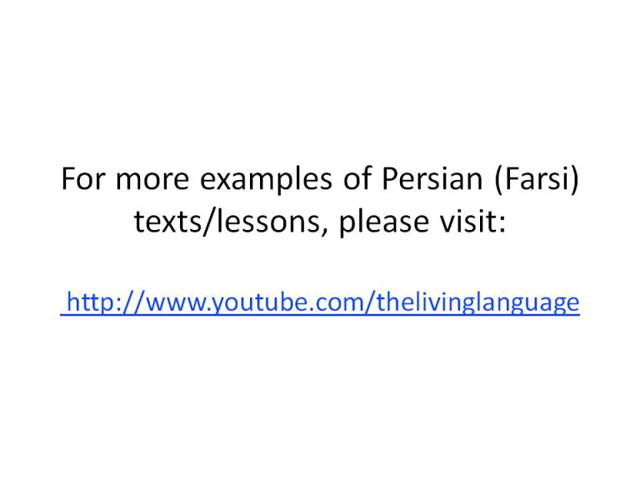 For more examples of Persian (Farsi)
texts/lessons, please visit:
http://www.youtube.com/thelivinglanguage